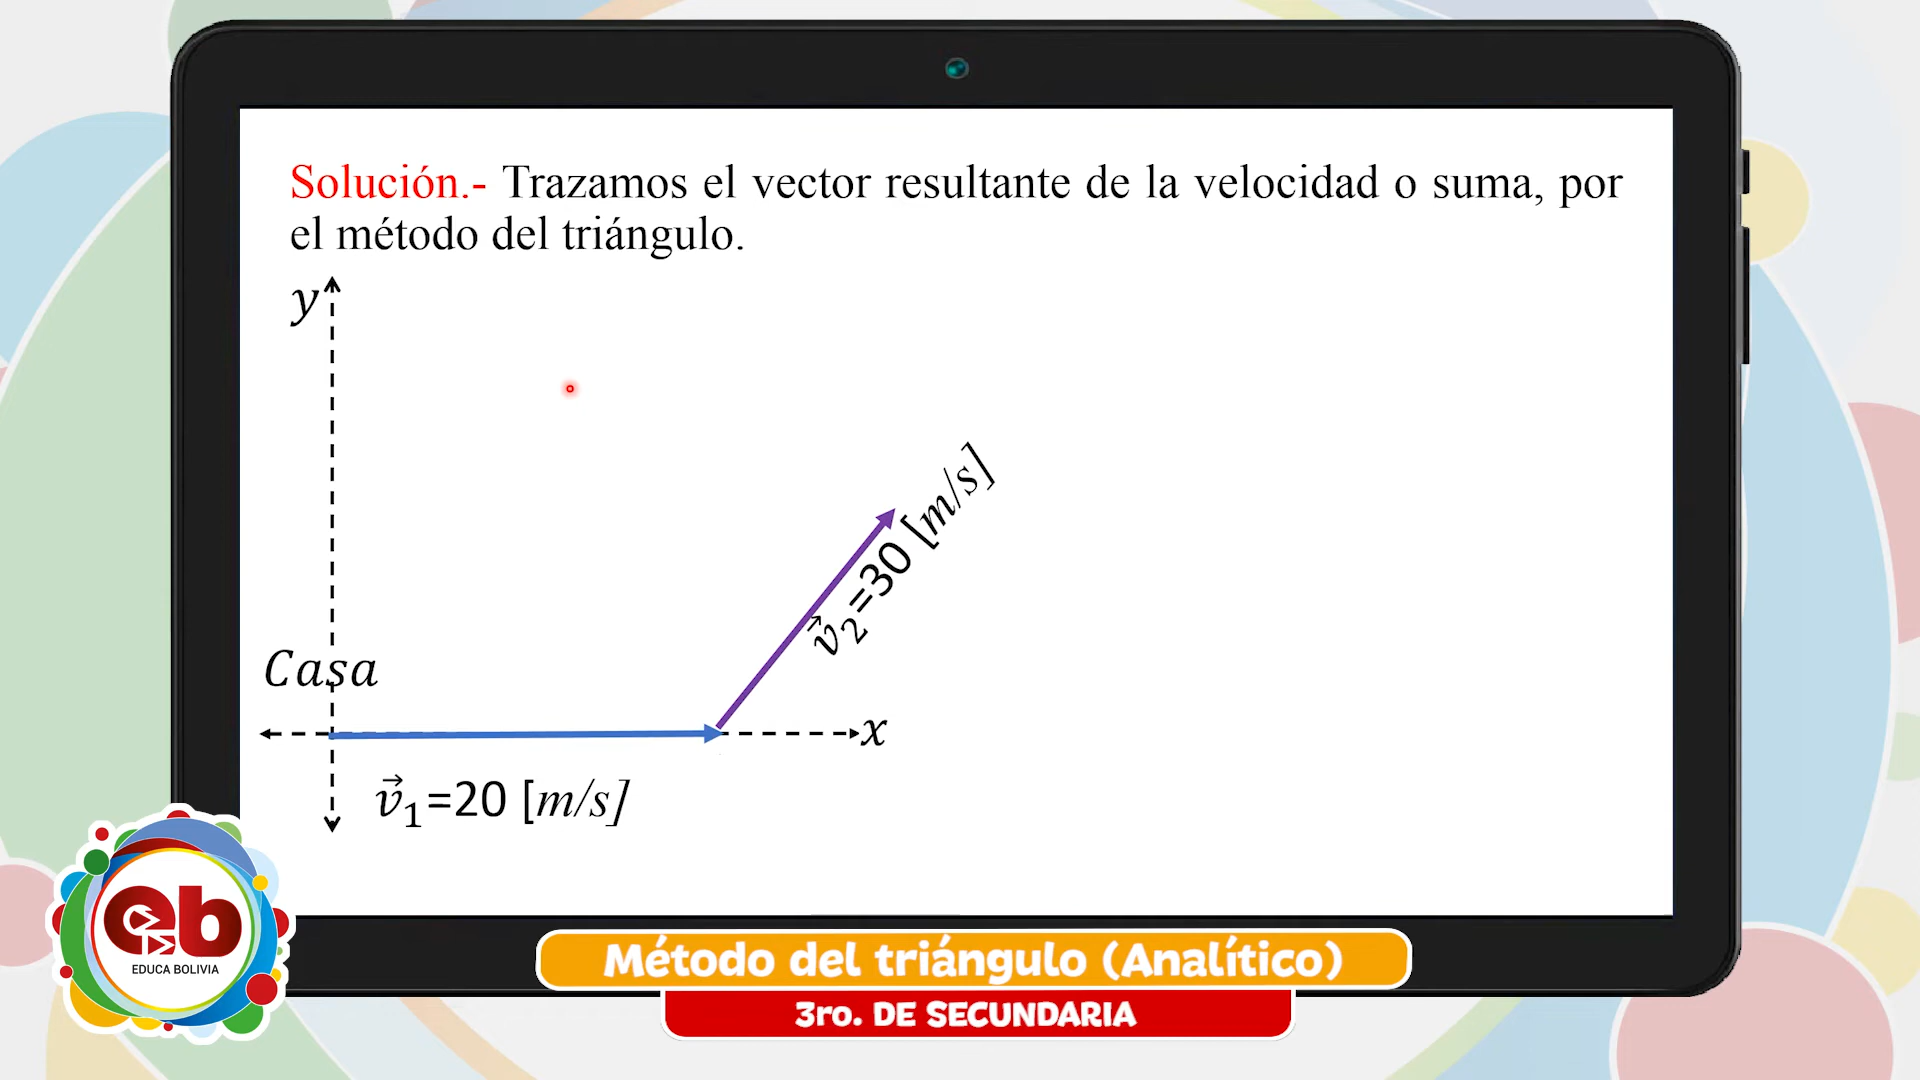 Solución.- Trazamos el vector resultante de la velocidad o suma, por
el método del triángulo.
y
v⃗₂=30 [m/s]
Casa
x
v⃗₁=20 [m/s]
eb
EDUCA BOLIVIA
Método del triángulo (Analítico)
3ro. DE SECUNDARIA